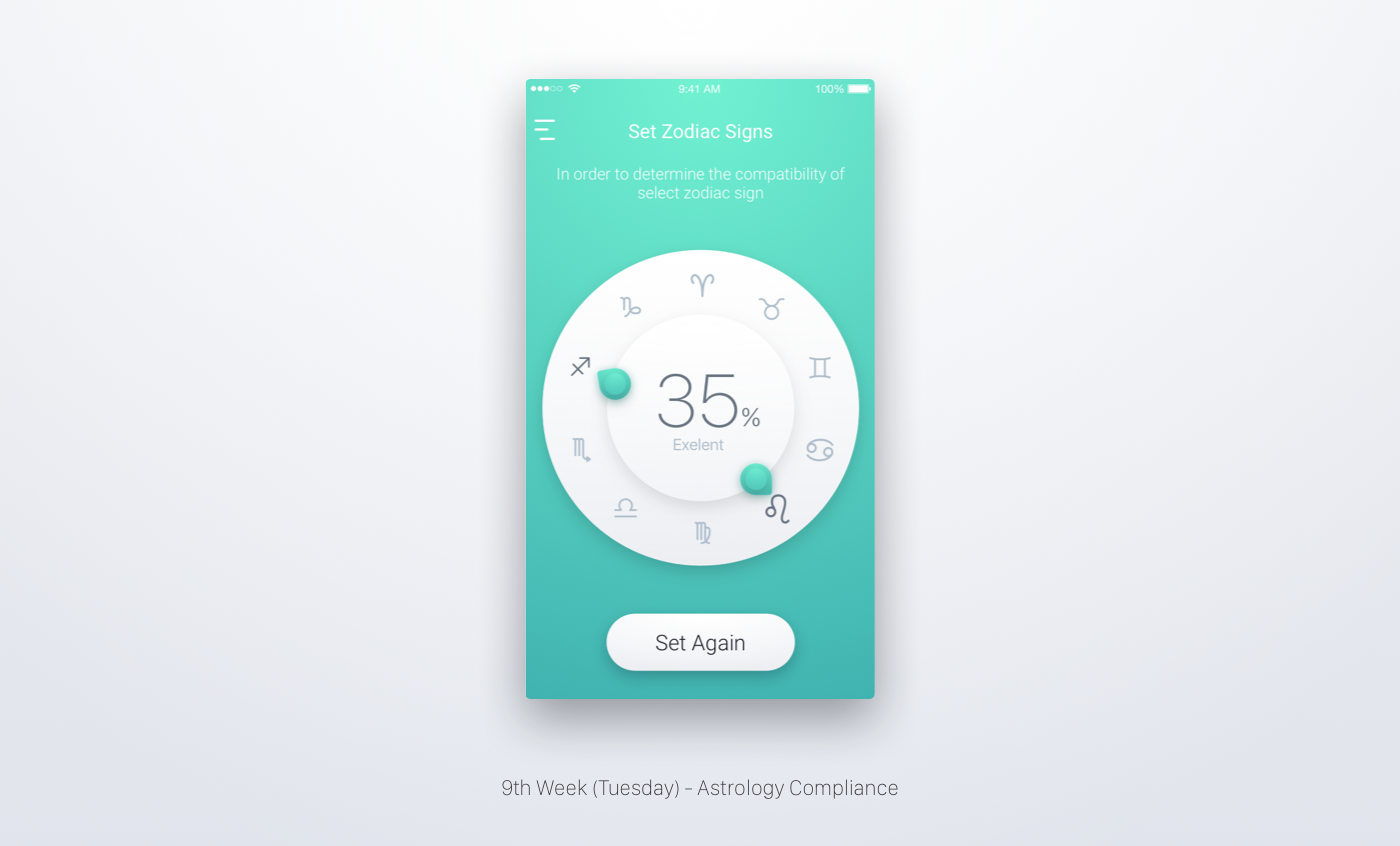 9:41 AM
100%
Set Zodiac Signs
In order to determine the compatibility of
select zodiac sign
♈
♑
♉
♐
♊
35%
Exelent
♏
♋
♎
♌
♍
Set Again
9th Week (Tuesday) - Astrology Compliance